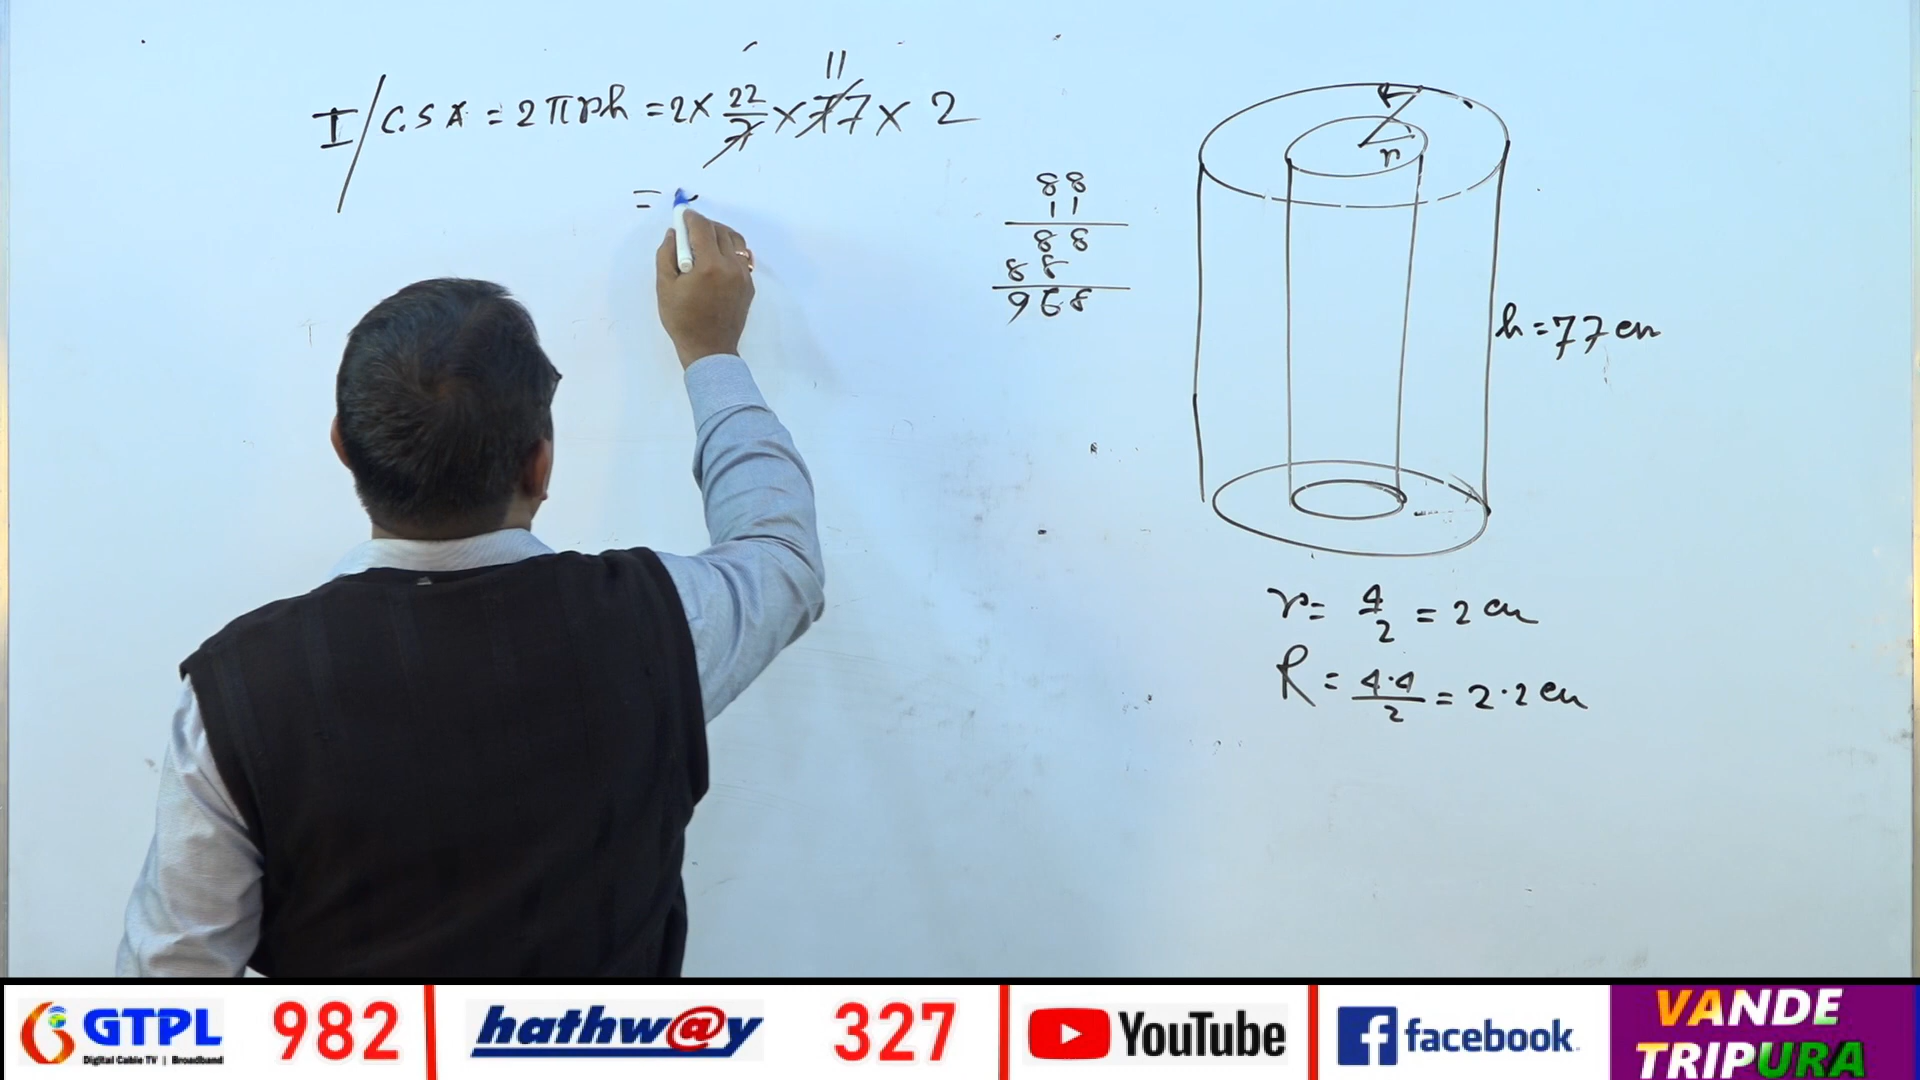 I/C.SA = 2πrh = 2 × 22/7 × 77 × 2
11
=
88
11
88
88
968
r
h = 77 cm
r = 4/2 = 2 cm
R = 4.4/2 = 2.2 cm
GTPL
Digital Cable TV | Broadband
982
hathw@y
327
YouTube
facebook
VANDE
TRIPURA